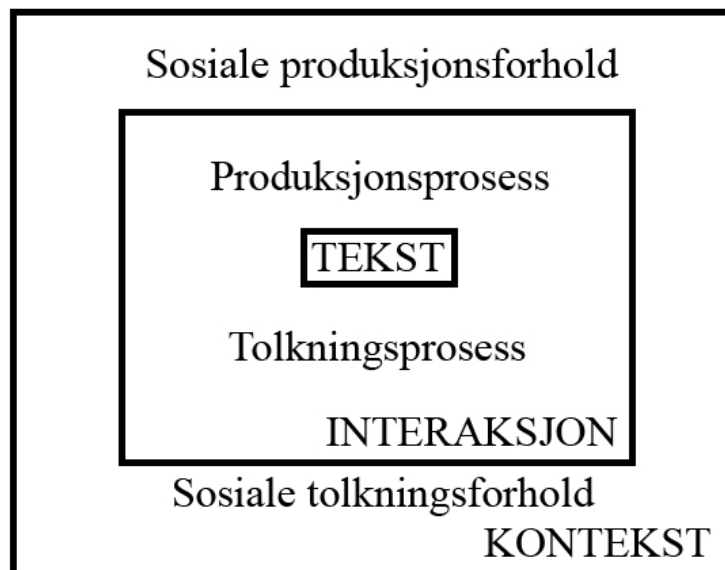 Sosiale produksjonsforhold
Produksjonsprosess
TEKST
Tolkningsprosess
INTERAKSJON
Sosiale tolkningsforhold
KONTEKST